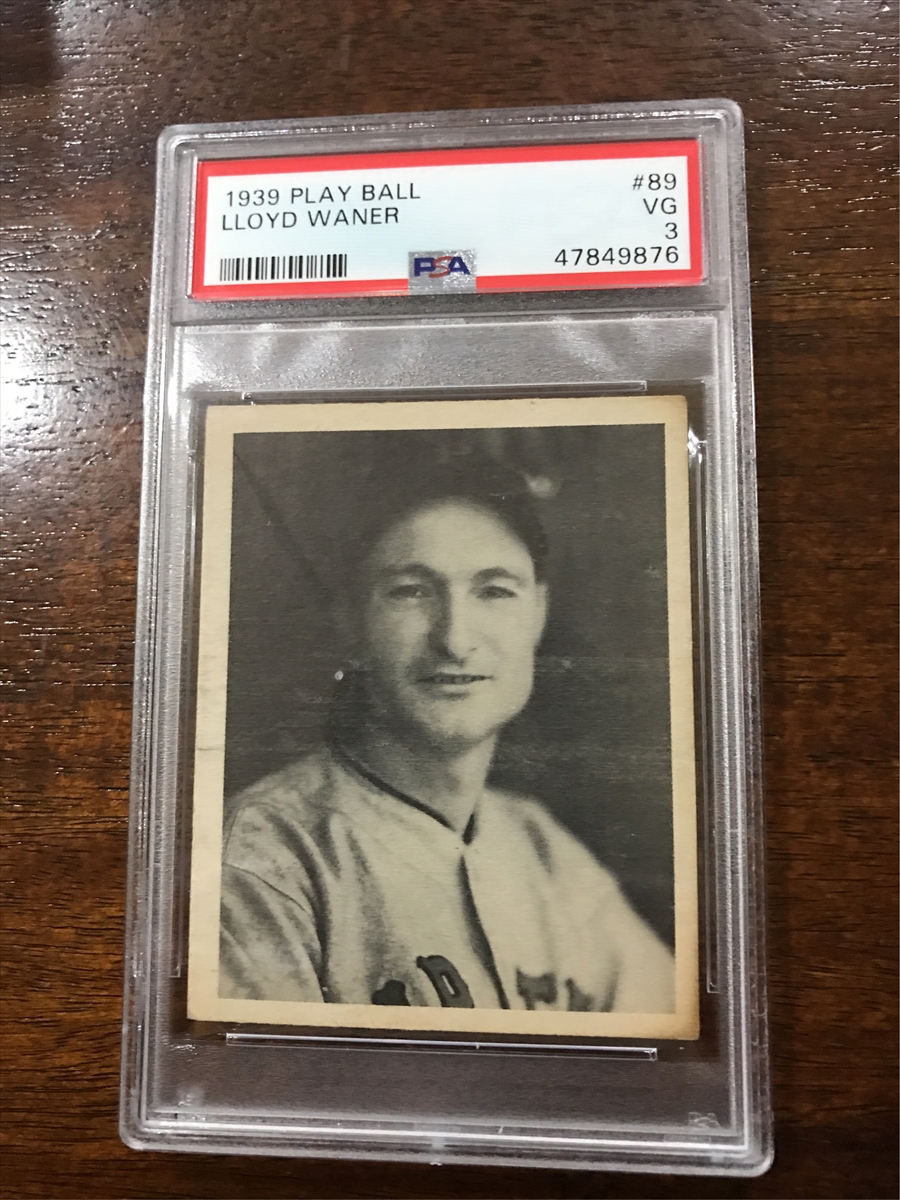 1939 PLAY BALL #89
LLOYD WANER VG
3
PSA 47849876